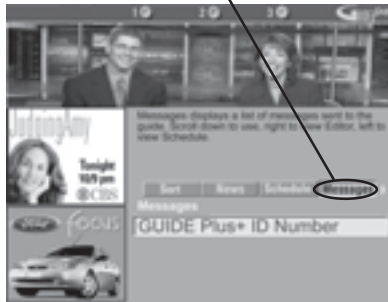 1 2 3 G
JudgingAmy
Tonight
10/9 pm
CBS
Messages displays a list of messages sent to the
guide. Scroll down to use, right to view Editor, left to
view Schedule.
Sort News Schedule Messages
Messages
Ford focus
GUIDE Plus+ ID Number